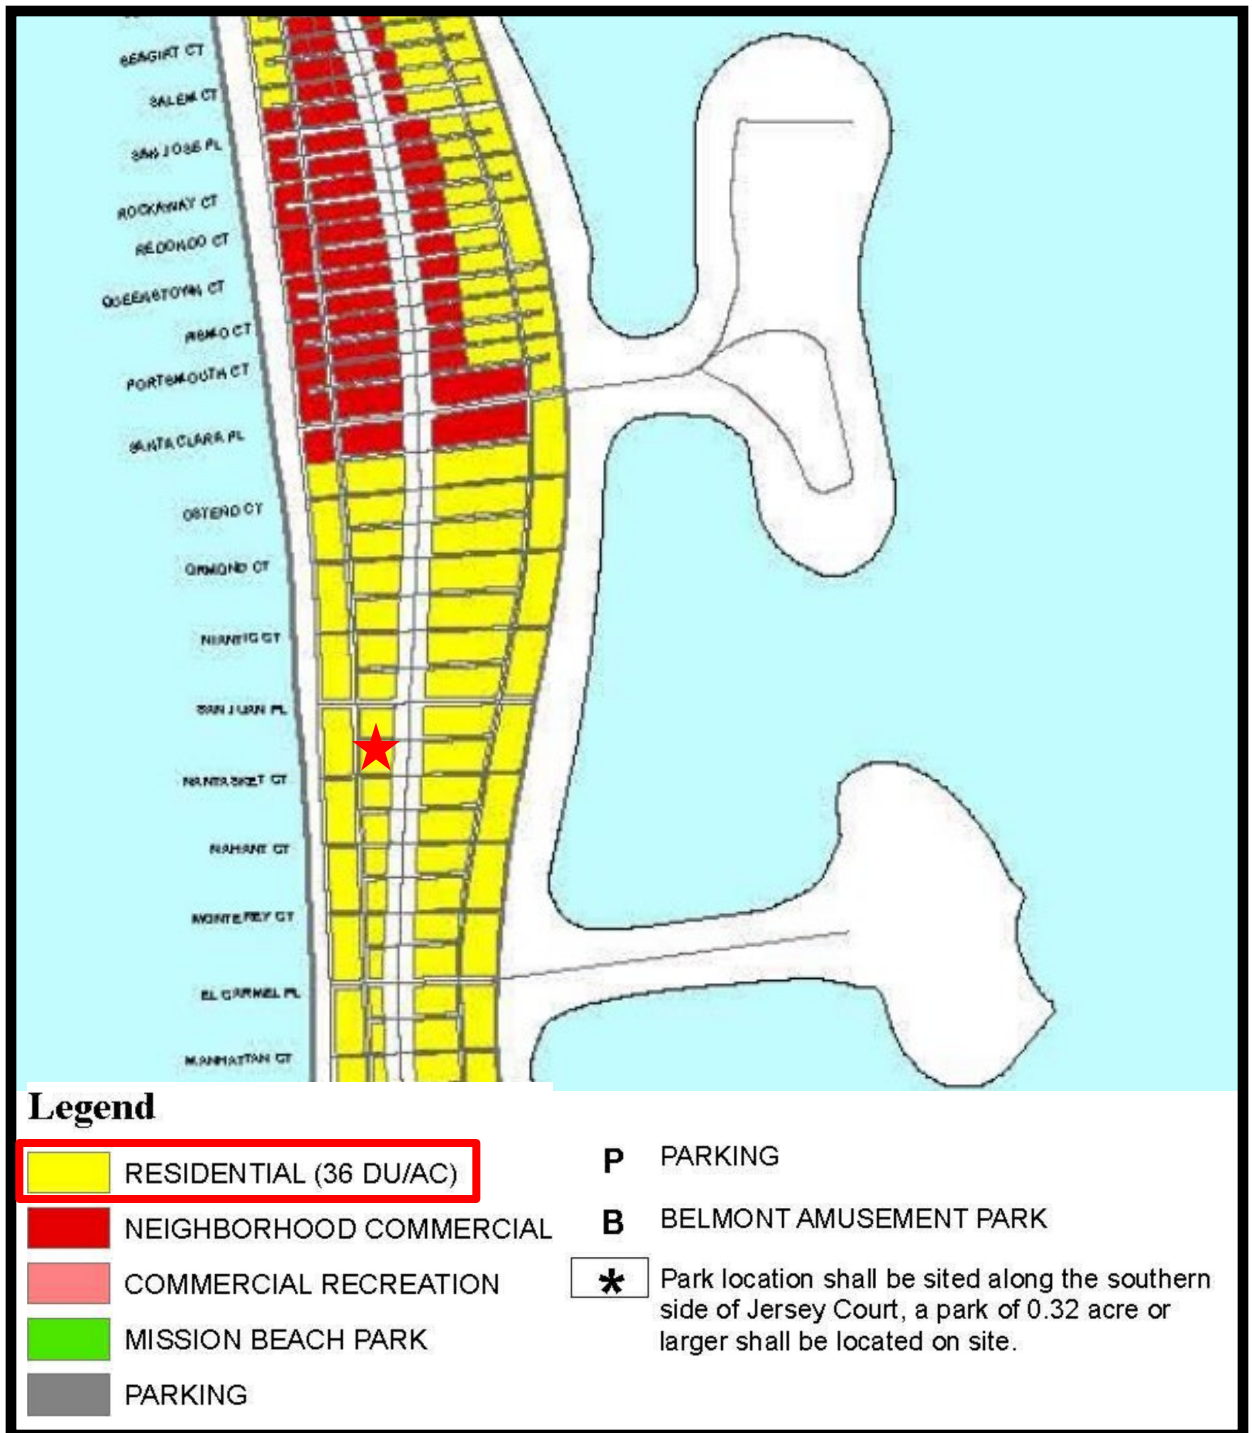 SEAGIRT CT
SALEM CT
SAN JOSE PL
ROCKAWAY CT
REDONDO CT
QUEENSTOWN CT
PISMO CT
PORTSMOUTH CT
SANTA CLARA PL
OSTEND CT
ORMOND CT
NIANTIC CT
SAN JUAN PL
NANTASKET CT
NAHANT CT
MONTEREY CT
EL CARMEL PL
MANHATTAN CT
Legend
RESIDENTIAL (36 DU/AC)
NEIGHBORHOOD COMMERCIAL
COMMERCIAL RECREATION
MISSION BEACH PARK
PARKING
P PARKING
B BELMONT AMUSEMENT PARK
* Park location shall be sited along the southern
side of Jersey Court, a park of 0.32 acre or
larger shall be located on site.